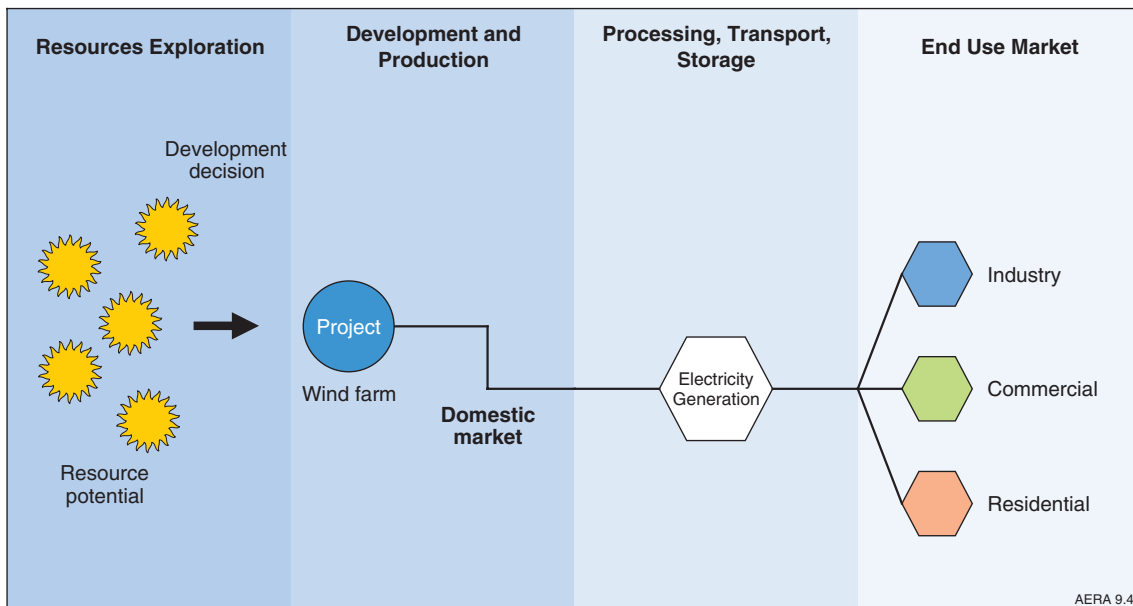 Resources Exploration
Development and
Production
Processing, Transport,
Storage
End Use Market
Development
decision
Resource
potential
Project
Wind farm
Domestic
market
Electricity
Generation
Industry
Commercial
Residential
AERA 9.4